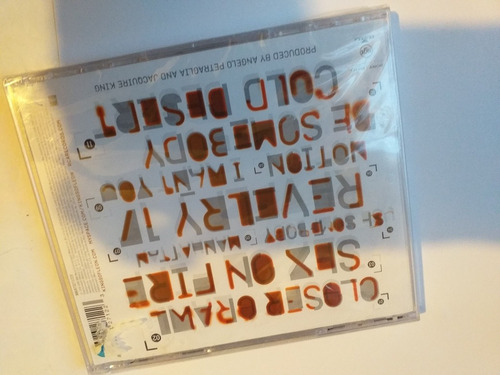 CLOSER CRAWL
SEX ON FIRE
USE SOMEBODY MANHATTAN
REVELRY 17
NOTION I WANT YOU
BE SOMEBODY
COLD DESERT
PRODUCED BY ANGELO PETRAGLIA AND JACQUIRE KING